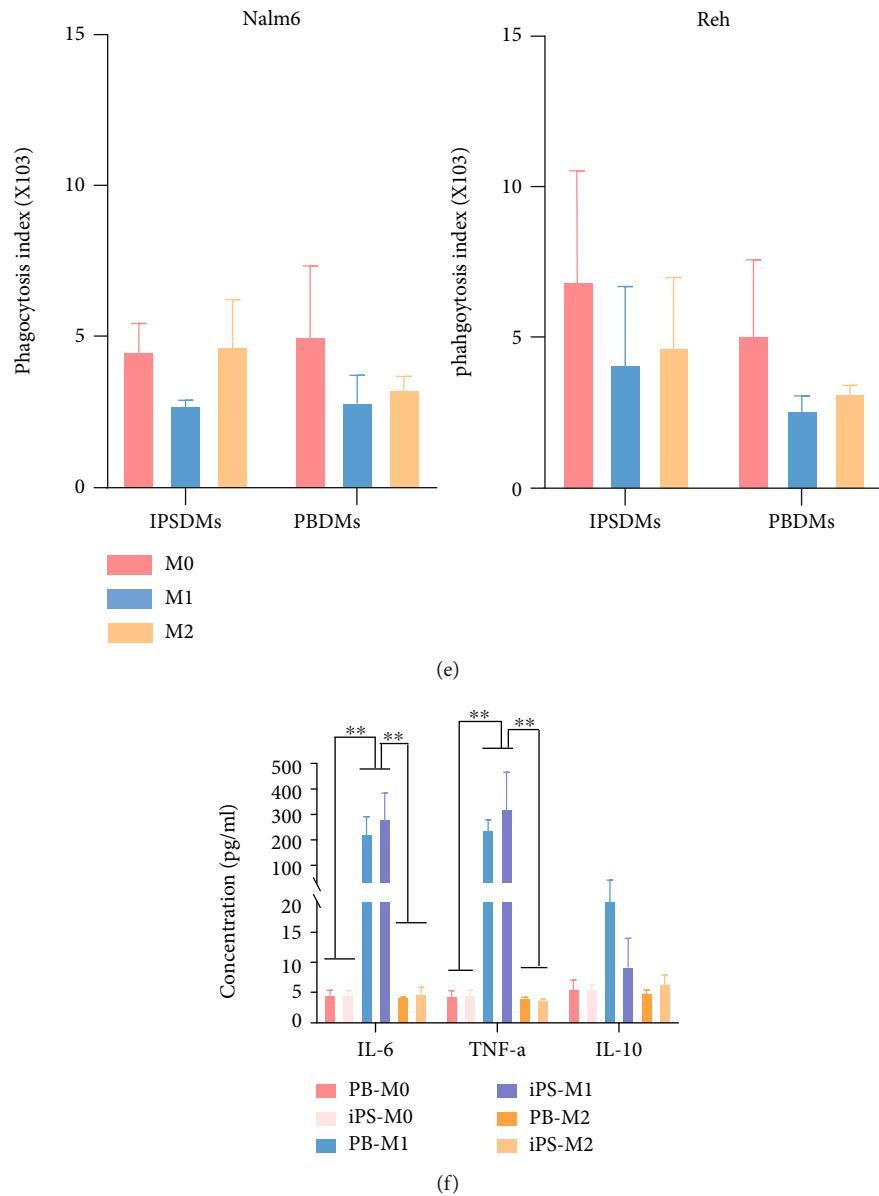 Nalm6
Phagocytosis index (X103)
15
10
5
0
IPSDMs PBDMs
Reh
phahgoytosis index (X103)
15
10
5
0
IPSDMs PBDMs
M0
M1
M2
(e)
Concentration (pg/ml)
500
400
300
200
100
20
15
10
5
0
** ** ** **
IL-6 TNF-a IL-10
PB-M0
iPS-M0
PB-M1
iPS-M1
PB-M2
iPS-M2
(f)